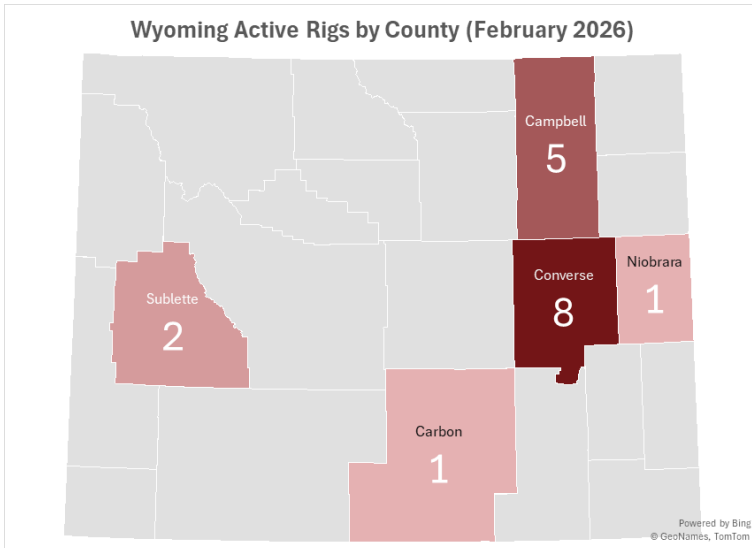 Wyoming Active Rigs by County (February 2026)
Campbell
5
Converse
8
Niobrara
1
Sublette
2
Carbon
1
Powered by Bing
© GeoNames, TomTom